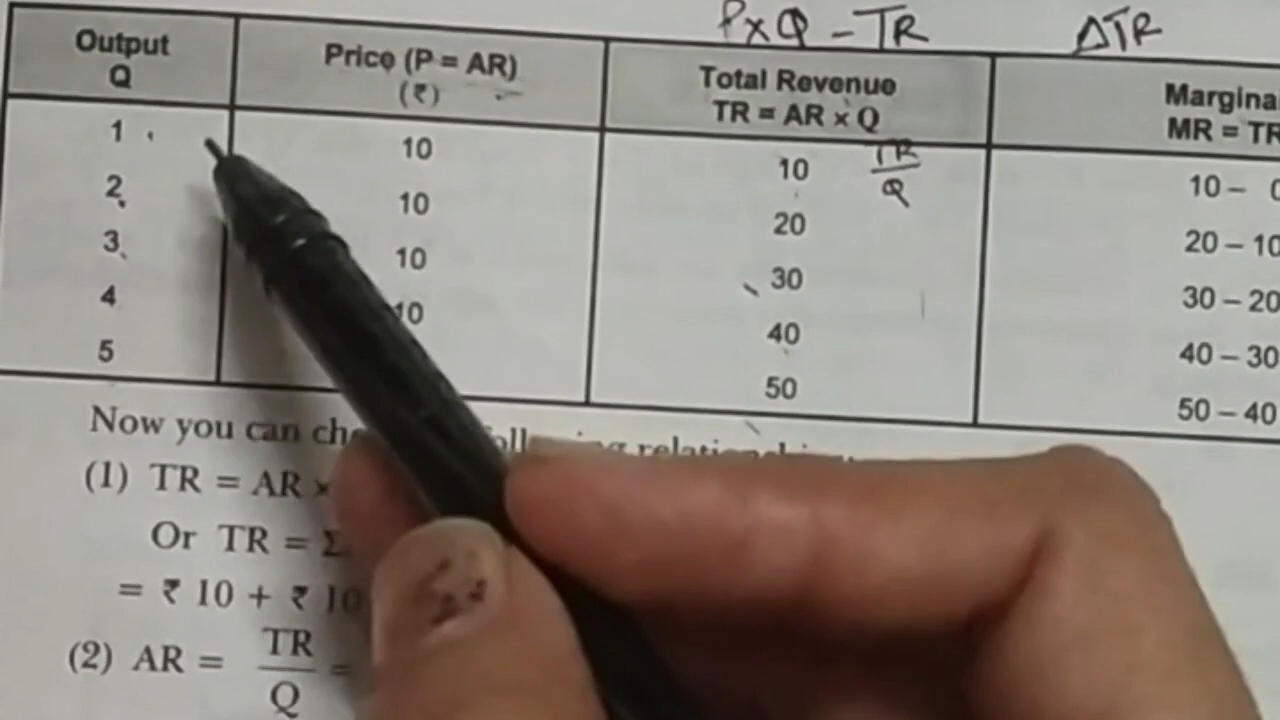 P×Q - TR ΔTR
Output Q Price (P = AR) (₹) Total Revenue TR = AR × Q MR = TR
1 10 10 TR/Q 10 – 0
2 10 20 20 – 10
3 10 30 30 – 20
4 10 40 40 – 30
5 50 50 – 40
Now you can
(1) TR = AR ×
Or TR = Σ
= ₹ 10 + ₹ 10
(2) AR = TR/Q =